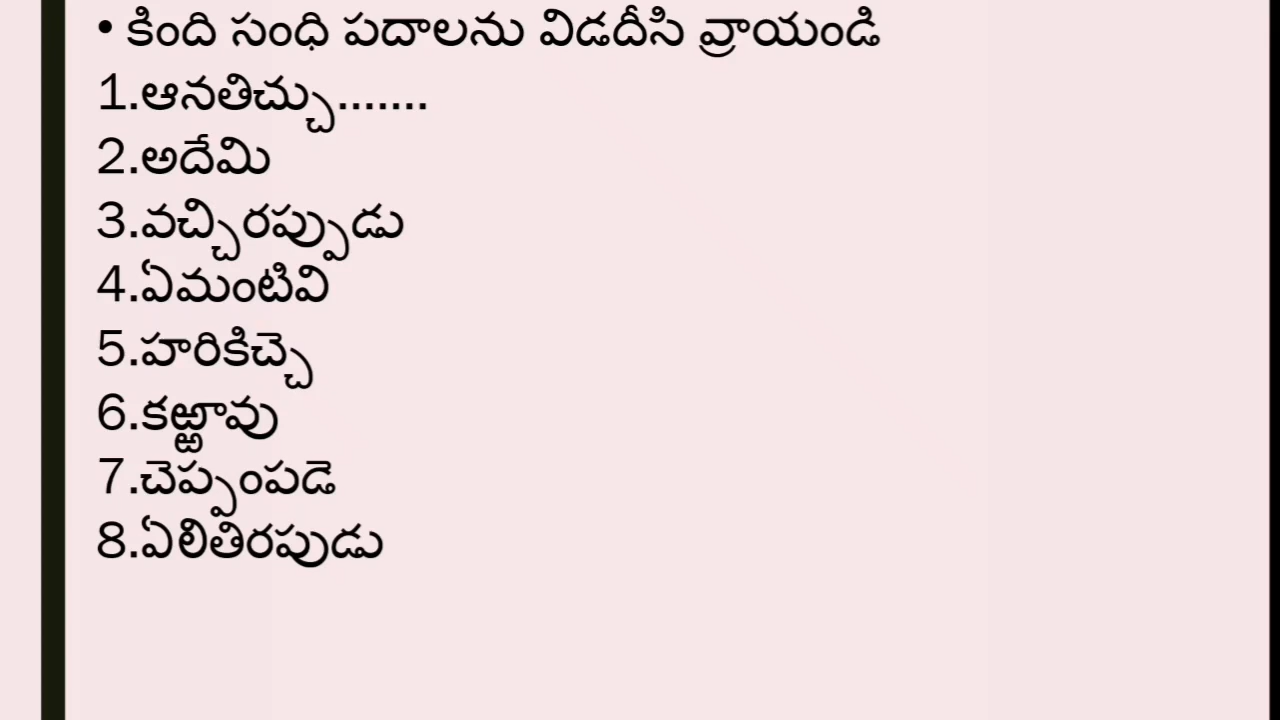 • కింది సంధి పదాలను విడదీసి వ్రాయండి
1.ఆనతిచ్చు.......
2.అదేమి
3.వచ్చిరప్పుడు
4.ఏమంటివి
5.హరికిచ్చె
6.కఱ్ఱావు
7.చెప్పంపడె
8.ఏలితిరపుడు